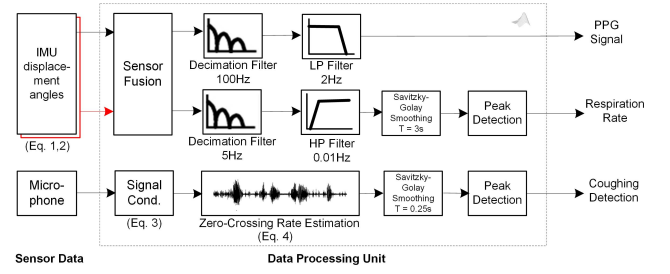 IMU
displace-
ment
angles
(Eq. 1,2)
Sensor
Fusion
Decimation Filter
100Hz
LP Filter
2Hz
PPG
Signal
Decimation Filter
5Hz
HP Filter
0.01Hz
Savitzky-
Golay
Smoothing
T = 3s
Peak
Detection
Respiration
Rate
Micro-
phone
Signal
Cond.
(Eq. 3)
Zero-Crossing Rate Estimation
(Eq. 4)
Savitzky-
Golay
Smoothing
T = 0.25s
Peak
Detection
Coughing
Detection
Sensor Data
Data Processing Unit